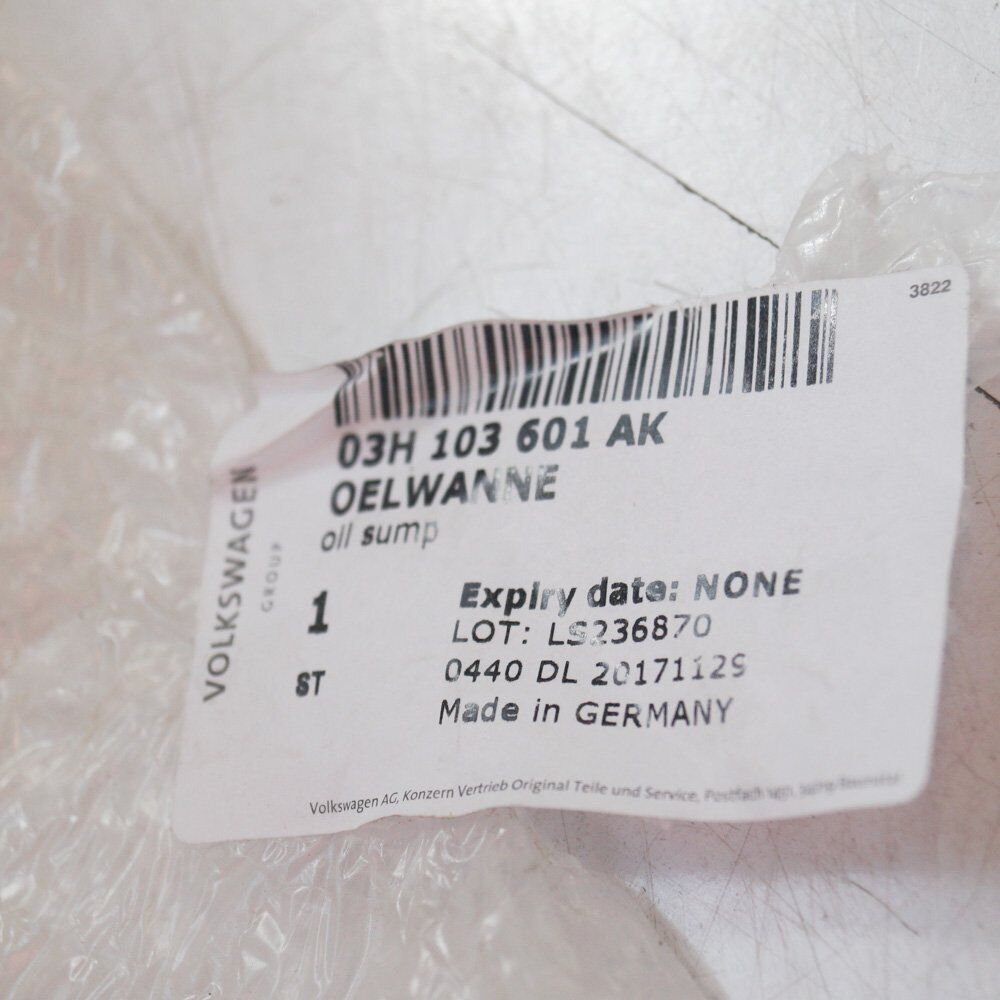 3822
03H 103 601 AK
OELWANNE
oil sump
VOLKSWAGEN
GROUP
1
ST
Expiry date: NONE
LOT: LS236870
0440 DL 20171129
Made in GERMANY
Volkswagen AG, Konzern Vertrieb Original Teile und Service, Postfach